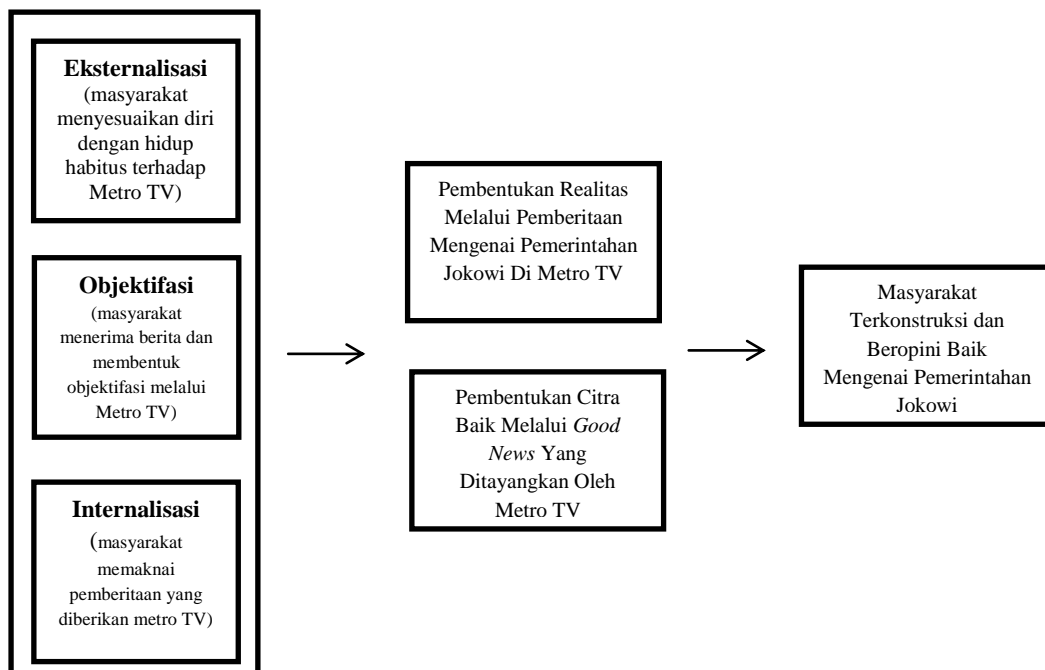 Eksternalisasi
(masyarakat
menyesuaikan diri
dengan hidup
habitus terhadap
Metro TV)
Objektifasi
(masyarakat
menerima berita dan
membentuk
objektifasi melalui
Metro TV)
Internalisasi
(masyarakat
memaknai
pemberitaan yang
diberikan metro TV)
Pembentukan Realitas
Melalui Pemberitaan
Mengenai Pemerintahan
Jokowi Di Metro TV
Pembentukan Citra
Baik Melalui Good
News Yang
Ditayangkan Oleh
Metro TV
Masyarakat
Terkonstruksi dan
Beropini Baik
Mengenai Pemerintahan
Jokowi